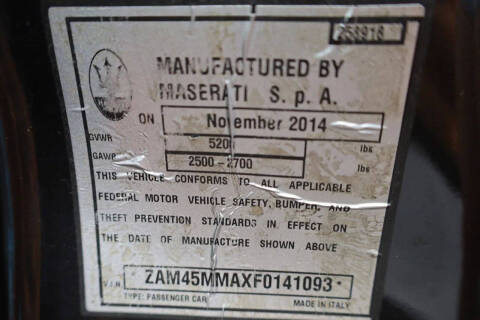 258916
MANUFACTURED BY
MASERATI S.p.A.
ON November 2014
GVWR 5200 lbs
GAWR 2500-2700 lbs
THIS VEHICLE CONFORMS TO ALL APPLICABLE
FEDERAL MOTOR VEHICLE SAFETY, BUMPER, AND
THEFT PREVENTION STANDARDS IN EFFECT ON
THE DATE OF MANUFACTURE SHOWN ABOVE
V.I.N. * ZAM45MMAXF0141093 *
TYPE: PASSENGER CAR MADE IN ITALY